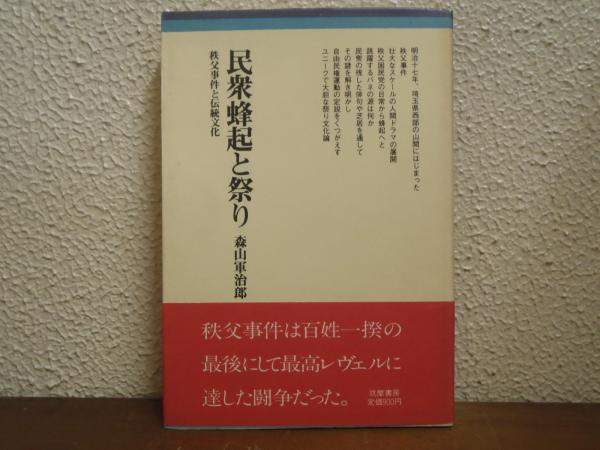 明治十七年、埼玉県西部の山間にはじまった
秩父事件
壮大なスケールの人間ドラマの展開
秩父困民党の日常から蜂起へと
跳躍するバネの源は何か
民衆の残した俳句や芝居を通して
その謎を解き明かし
自由民権運動の定説をくつがえす
ユニークで大胆な祭り文化論
民衆蜂起と祭り
秩父事件と伝統文化
森山軍治郎
秩父事件は百姓一揆の
最後にして最高レヴェルに
達した闘争だった。
筑摩書房
定価900円